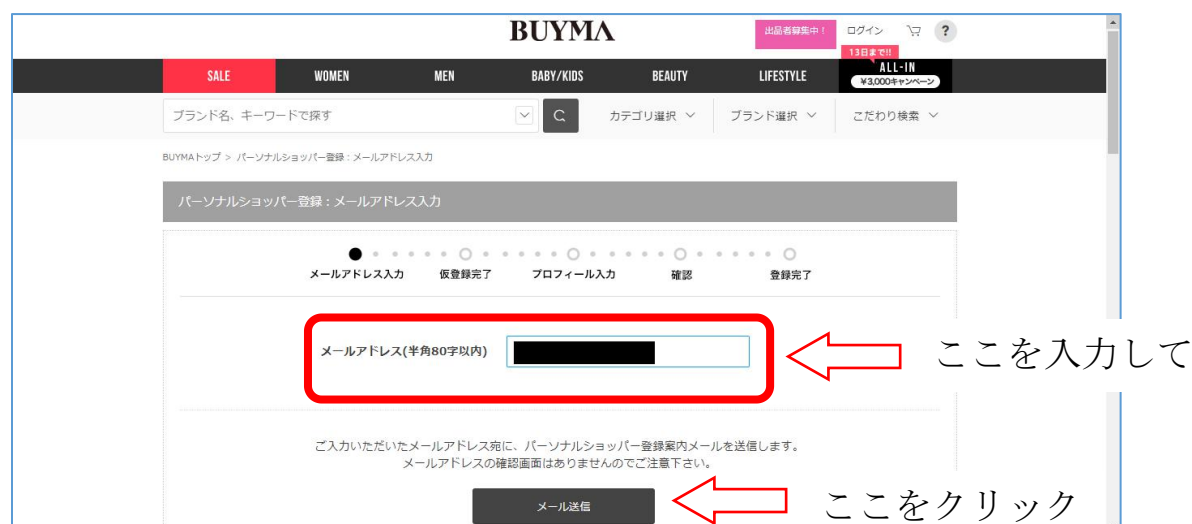 BUYMA
出品者募集中！
ログイン
?
13日まで!!
SALE
WOMEN
MEN
BABY/KIDS
BEAUTY
LIFESTYLE
ALL-IN
¥3,000キャンペーン
ブランド名、キーワードで探す
カテゴリ選択
ブランド選択
こだわり検索
BUYMAトップ > パーソナルショッパー登録：メールアドレス入力
パーソナルショッパー登録：メールアドレス入力
メールアドレス入力
仮登録完了
プロフィール入力
確認
登録完了
メールアドレス(半角80字以内)
ここを入力して
ご入力いただいたメールアドレス宛に、パーソナルショッパー登録案内メールを送信します。
メールアドレスの確認画面はありませんのでご注意下さい。
メール送信
ここをクリック